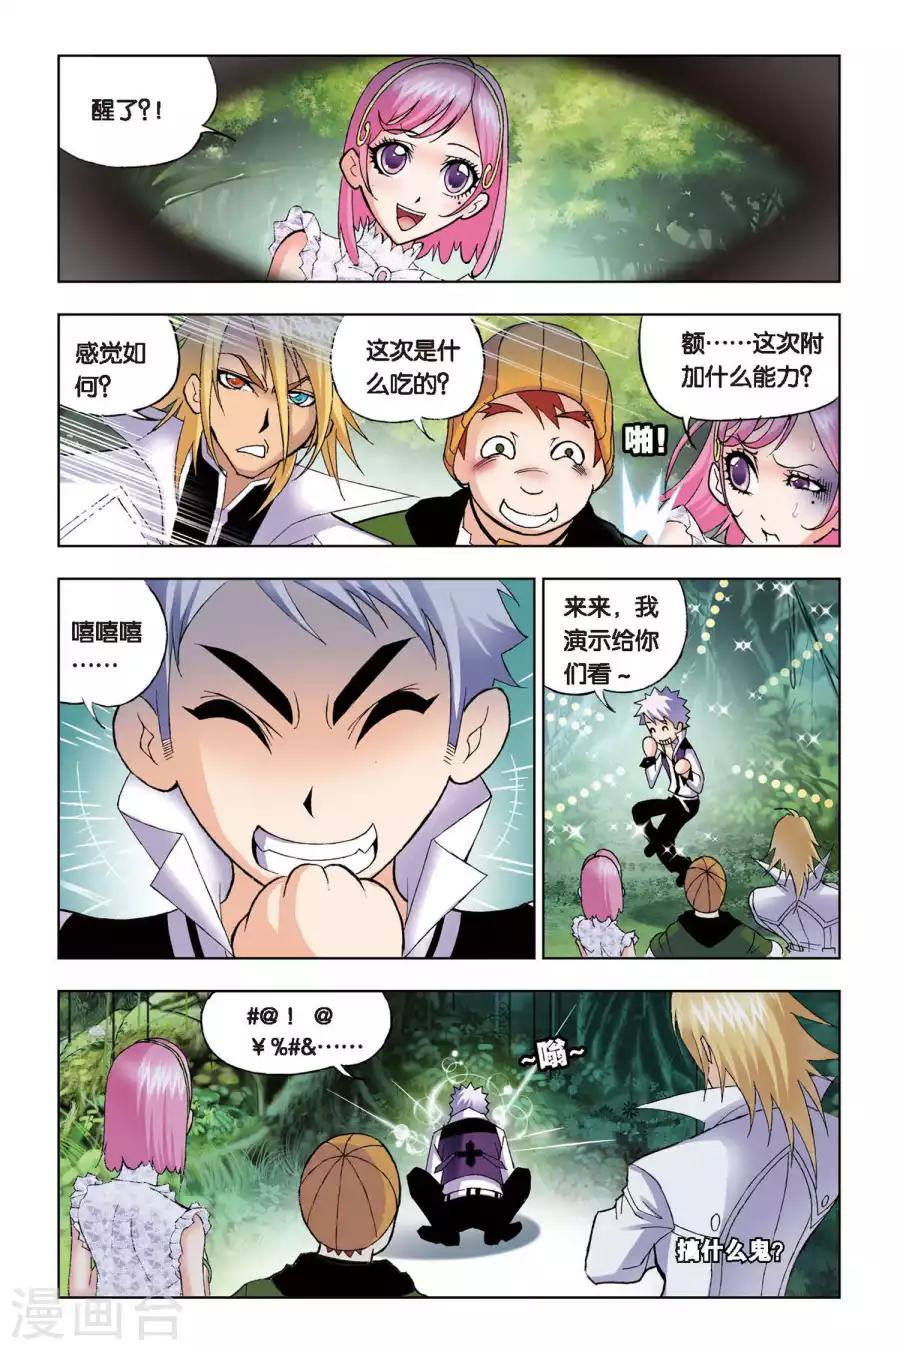 醒了?!
感觉如
何?
这次是什
么吃的?
额……这次附
加什么能力?
啪!
嘻嘻嘻
……
来来，我
演示给你
们看~
#@！@
¥%#&……
~嗡~
搞什么鬼?
漫画台